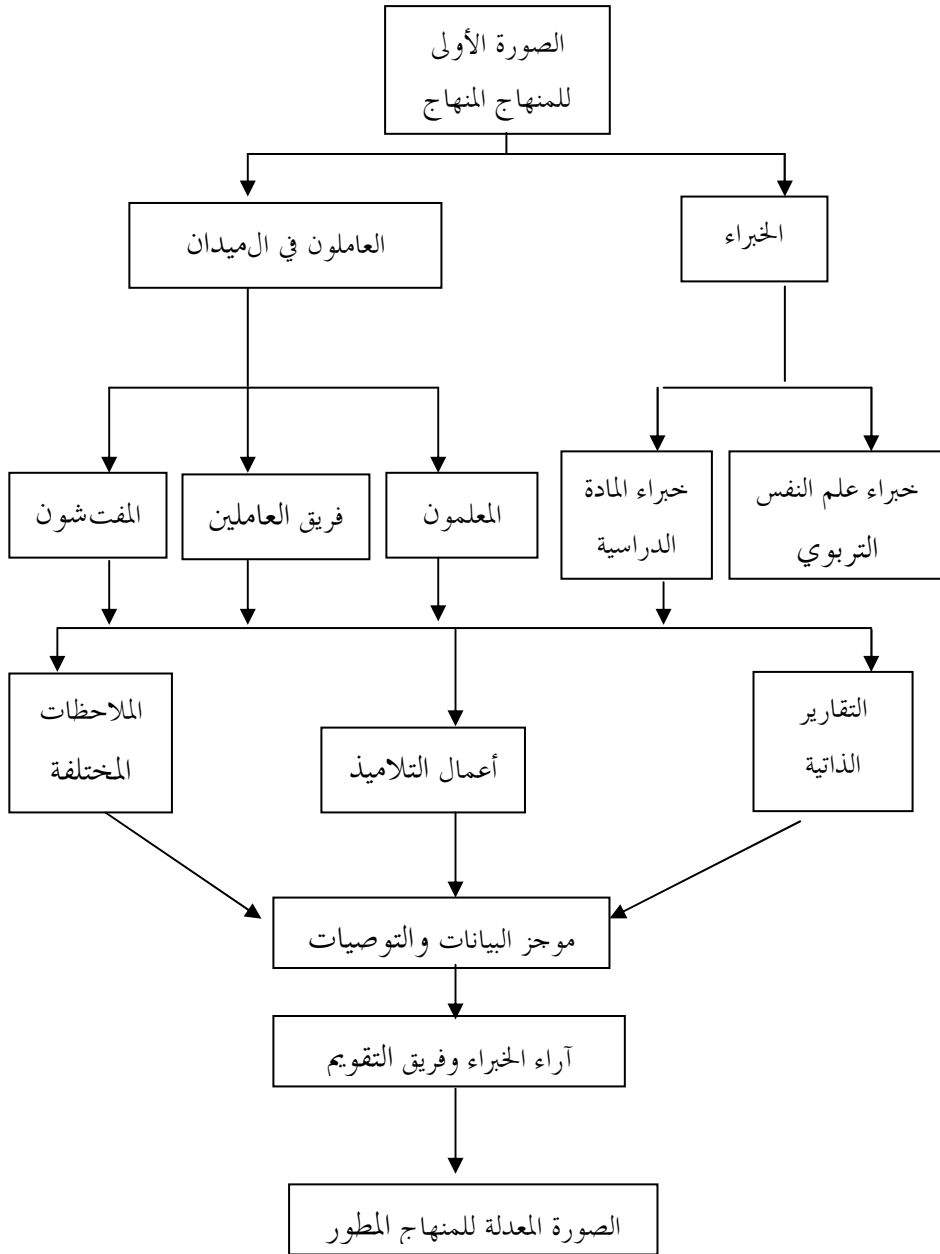 الصورة الأولى
للمنهاج المنهاج
الخبراء
العاملون في الميدان
خبراء علم النفس
التربوي
خبراء المادة
الدراسية
المعلمون
فريق العاملين
المفتشون
التقارير
الذاتية
أعمال التلاميذ
الملاحظات
المختلفة
موجز البيانات والتوصيات
آراء الخبراء وفريق التقويم
الصورة المعدلة للمنهاج المطور